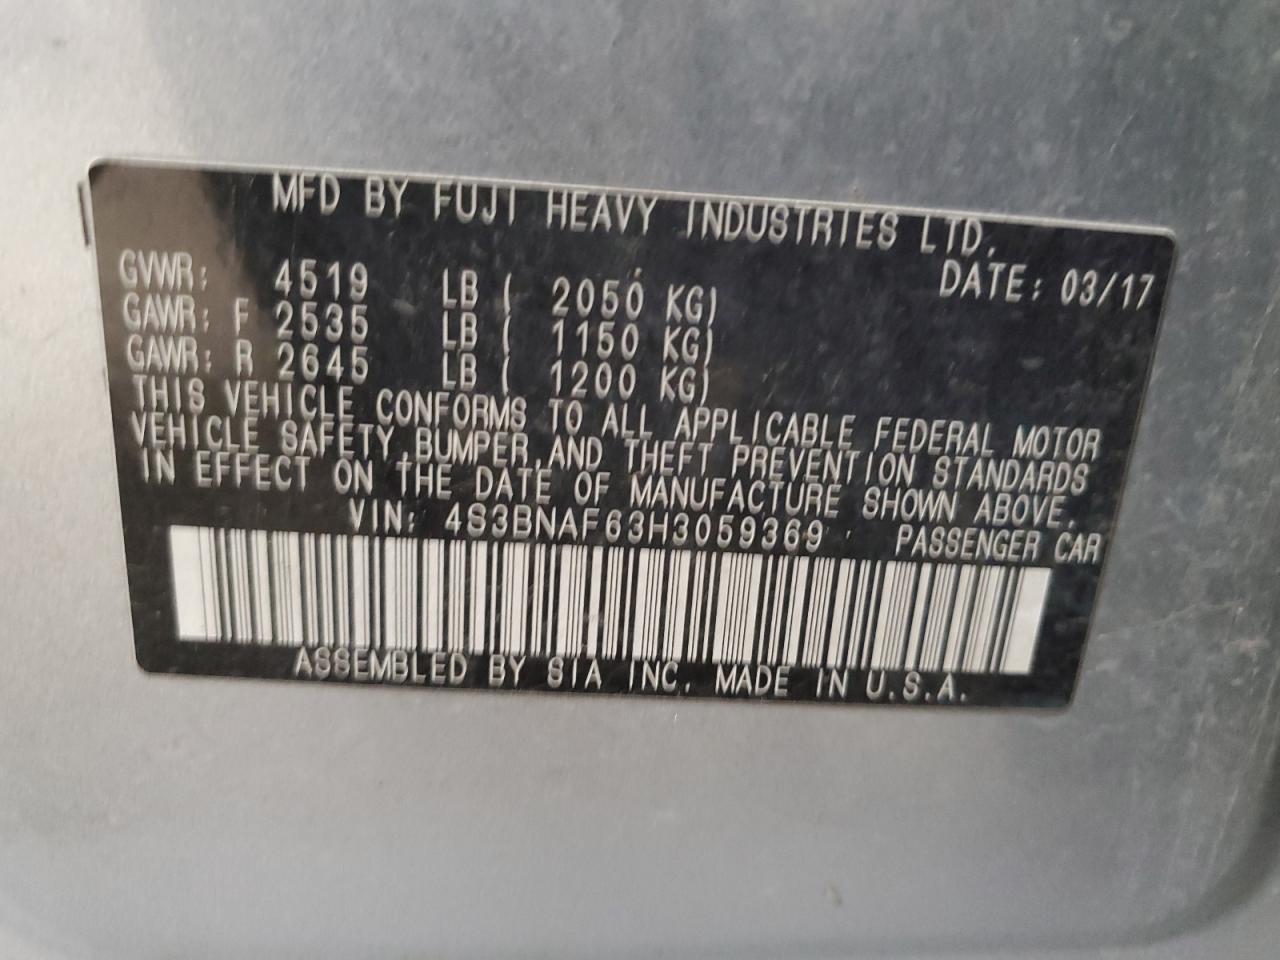 MFD BY FUJI HEAVY INDUSTRIES LTD.
GVWR: 4519 LB ( 2050 KG) DATE: 03/17
GAWR: F 2535 LB ( 1150 KG)
GAWR: R 2645 LB ( 1200 KG)
THIS VEHICLE CONFORMS TO ALL APPLICABLE FEDERAL MOTOR
VEHICLE SAFETY, BUMPER, AND THEFT PREVENTION STANDARDS
IN EFFECT ON THE DATE OF MANUFACTURE SHOWN ABOVE.
VIN: 4S3BNAF63H3059369 PASSENGER CAR
ASSEMBLED BY SIA INC. MADE IN U.S.A.